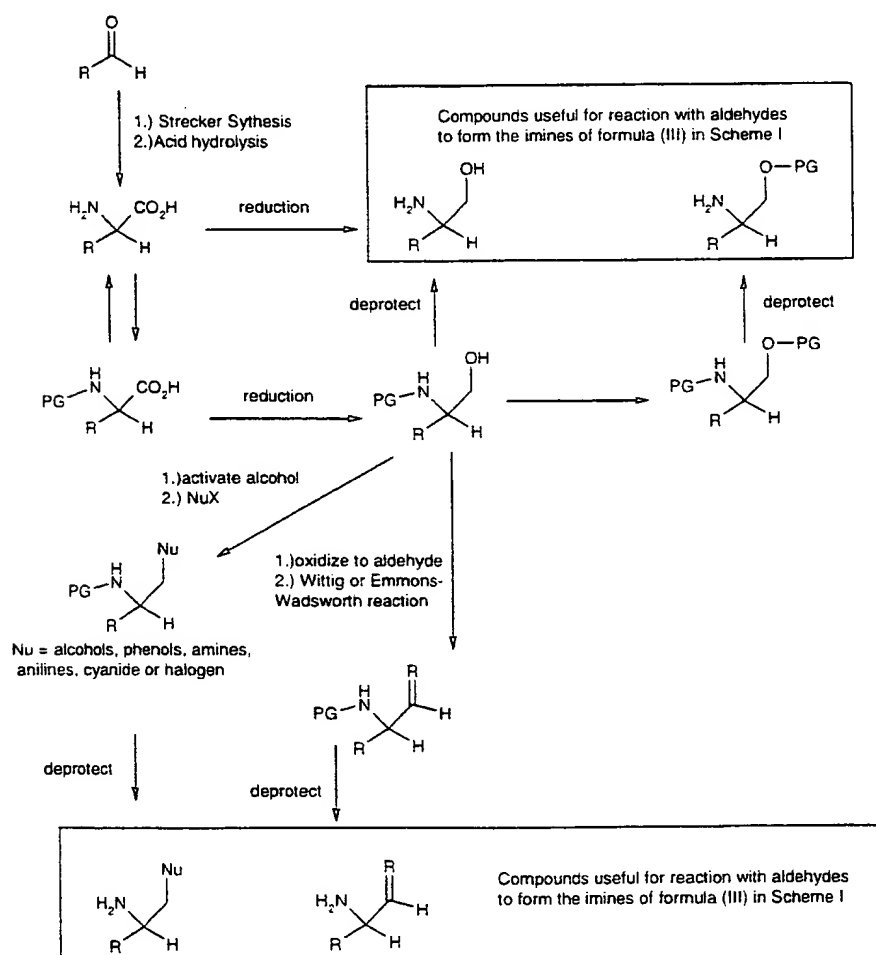 O
R
H
1.) Strecker Sythesis
2.)Acid hydrolysis
Compounds useful for reaction with aldehydes
to form the imines of formula (III) in Scheme I
OH
H2N
R
H
O—PG
H2N
R
H
H2N
CO2H
R
H
reduction
deprotect
deprotect
PG
H
N
CO2H
R
H
reduction
OH
PG
H
N
R
H
O—PG
PG
H
N
R
H
1.)activate alcohol
2.) NuX
1.)oxidize to aldehyde
2.) Wittig or Emmons-
Wadsworth reaction
Nu
PG
H
N
R
H
Nu = alcohols, phenols, amines,
anilines, cyanide or halogen
R
PG
H
N
H
R
H
deprotect
deprotect
Nu
H2N
R
H
R
H2N
H
R
H
Compounds useful for reaction with aldehydes
to form the imines of formula (III) in Scheme I